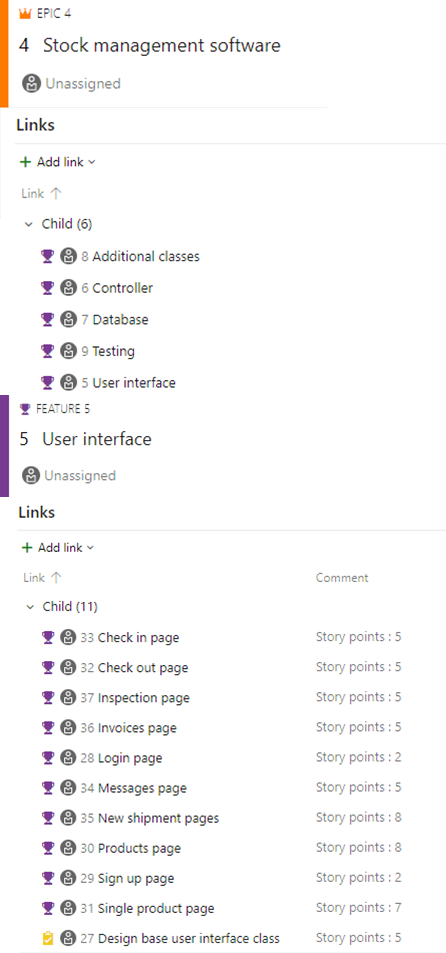 EPIC 4
4 Stock management software
Unassigned
Links
+ Add link
Link ↑
Child (6)
8 Additional classes
6 Controller
7 Database
9 Testing
5 User interface
FEATURE 5
5 User interface
Unassigned
Links
+ Add link
Link ↑ Comment
Child (11)
33 Check in page Story points : 5
32 Check out page Story points : 5
37 Inspection page Story points : 5
36 Invoices page Story points : 5
28 Login page Story points : 2
34 Messages page Story points : 5
35 New shipment pages Story points : 8
30 Products page Story points : 8
29 Sign up page Story points : 2
31 Single product page Story points : 7
27 Design base user interface class Story points : 5